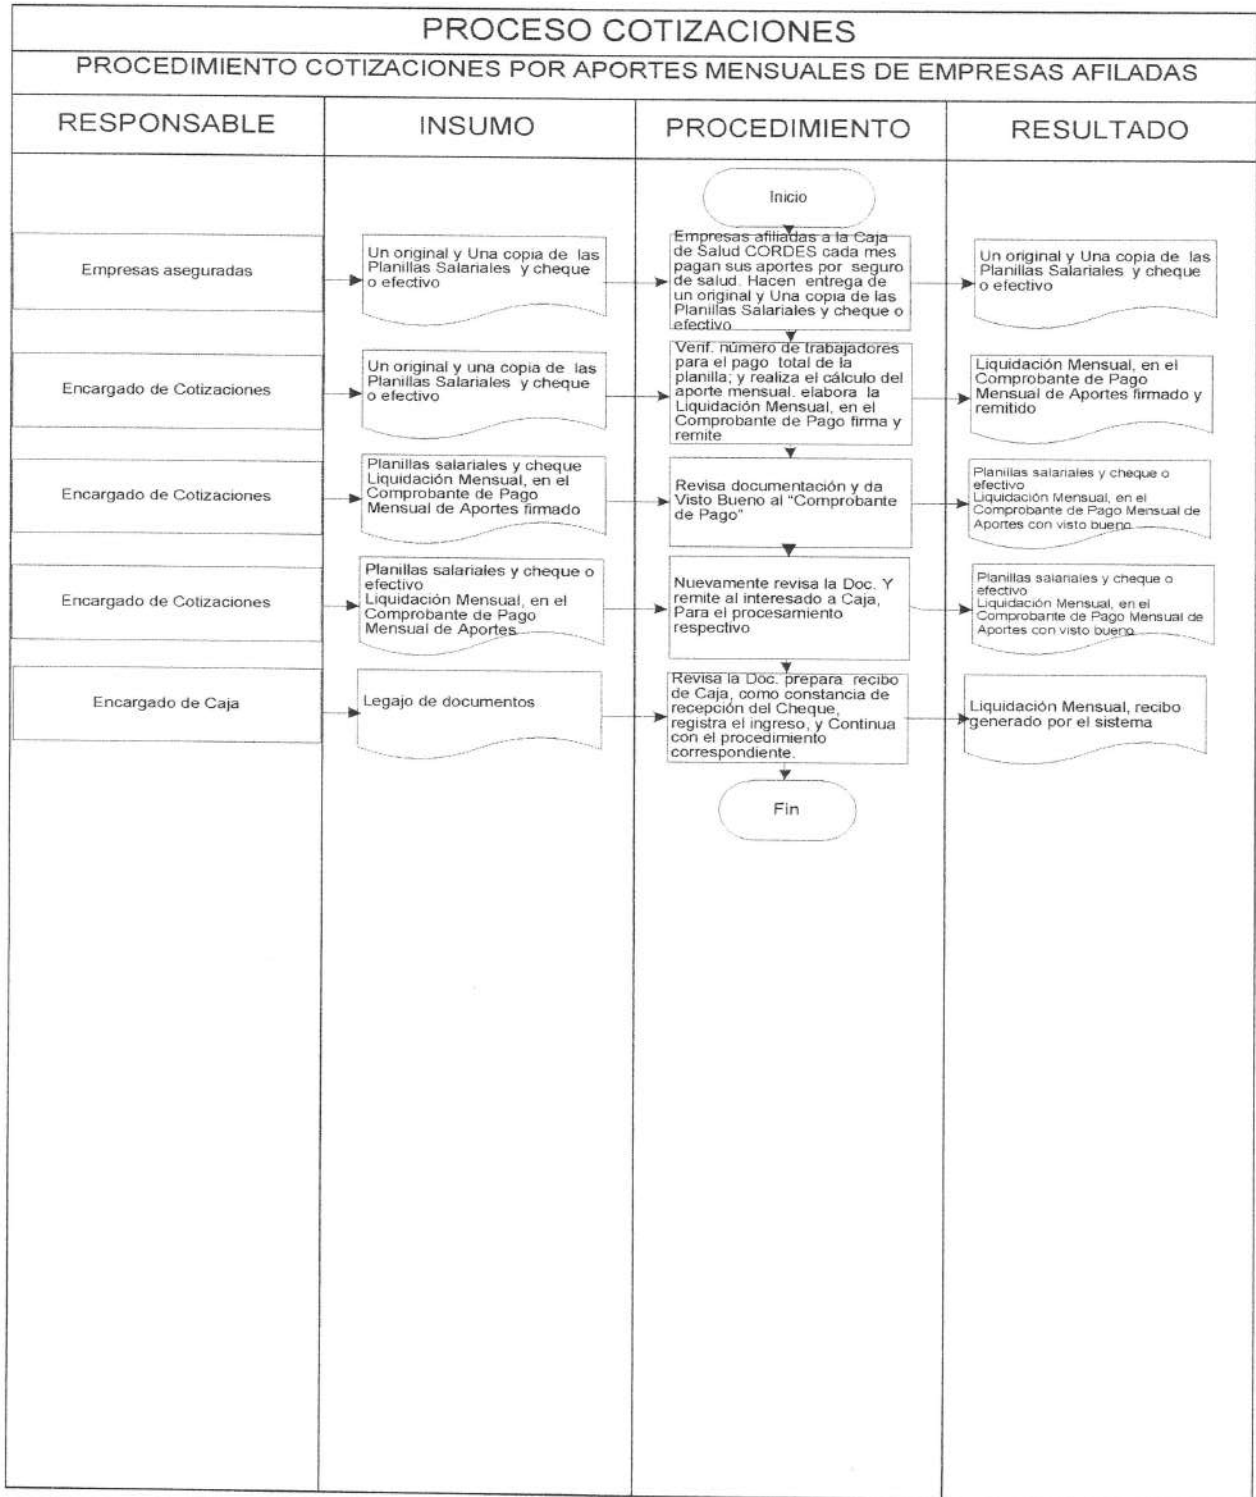 PROCESO COTIZACIONES
PROCEDIMIENTO COTIZACIONES POR APORTES MENSUALES DE EMPRESAS AFILADAS
RESPONSABLE
INSUMO
PROCEDIMIENTO
RESULTADO
Inicio
Empresas aseguradas
Un original y Una copia de las
Planillas Salariales y cheque
o efectivo
Empresas afiliadas a la Caja
de Salud CORDES cada mes
pagan sus aportes por seguro
de salud. Hacen entrega de
un original y Una copia de las
Planillas Salariales y cheque o
efectivo
Un original y Una copia de las
Planillas Salariales y cheque
o efectivo
Encargado de Cotizaciones
Un original y una copia de las
Planillas Salariales y cheque
o efectivo
Verif. número de trabajadores
para el pago total de la
planilla; y realiza el cálculo del
aporte mensual. elabora la
Liquidación Mensual, en el
Comprobante de Pago firma y
remite
Liquidación Mensual, en el
Comprobante de Pago
Mensual de Aportes firmado y
remitido
Encargado de Cotizaciones
Planillas salariales y cheque
Liquidación Mensual, en el
Comprobante de Pago
Mensual de Aportes firmado
Revisa documentación y da
Visto Bueno al “Comprobante
de Pago”
Planillas salariales y cheque o
efectivo
Liquidación Mensual, en el
Comprobante de Pago Mensual de
Aportes con visto bueno
Encargado de Cotizaciones
Planillas salariales y cheque o
efectivo
Liquidación Mensual, en el
Comprobante de Pago
Mensual de Aportes
Nuevamente revisa la Doc. Y
remite al interesado a Caja,
Para el procesamiento
respectivo
Planillas salariales y cheque o
efectivo
Liquidación Mensual, en el
Comprobante de Pago Mensual de
Aportes con visto bueno
Encargado de Caja
Legajo de documentos
Revisa la Doc. prepara recibo
de Caja, como constancia de
recepción del Cheque,
registra el ingreso, y Continua
con el procedimiento
correspondiente.
Liquidación Mensual, recibo
generado por el sistema
Fin